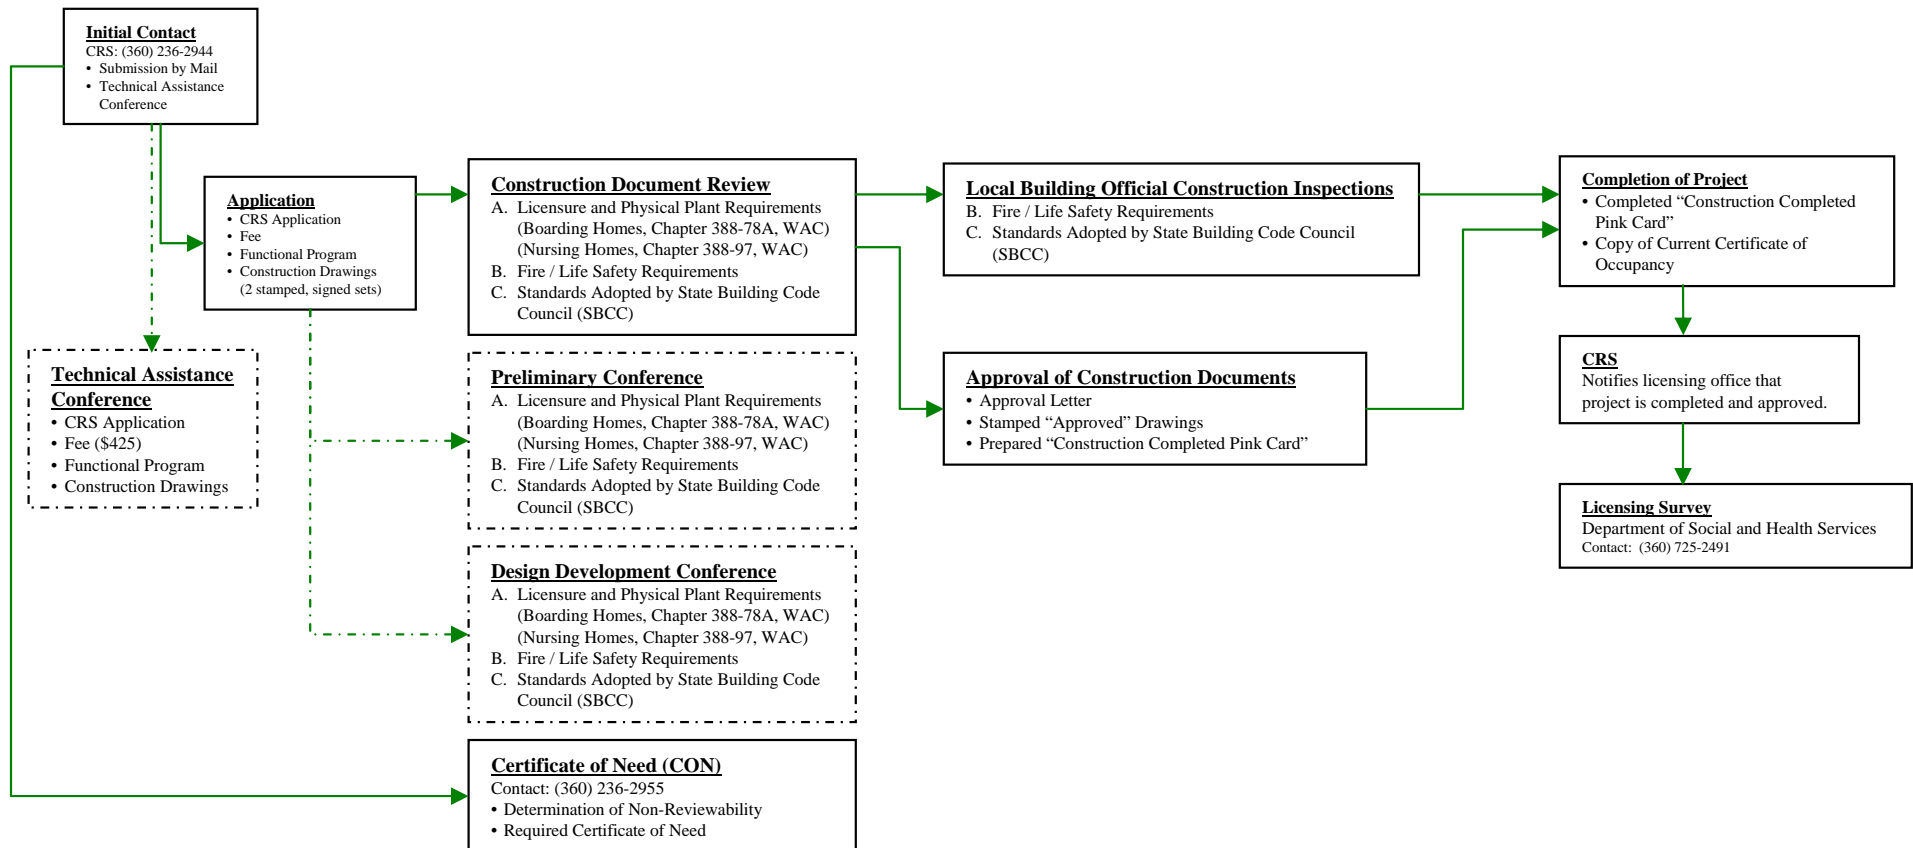 Initial Contact
CRS: (360) 236-2944
• Submission by Mail
• Technical Assistance
Conference
Application
• CRS Application
• Fee
• Functional Program
• Construction Drawings
(2 stamped, signed sets)
Technical Assistance
Conference
• CRS Application
• Fee ($425)
• Functional Program
• Construction Drawings
Construction Document Review
A. Licensure and Physical Plant Requirements
(Boarding Homes, Chapter 388-78A, WAC)
(Nursing Homes, Chapter 388-97, WAC)
B. Fire / Life Safety Requirements
C. Standards Adopted by State Building Code
Council (SBCC)
Preliminary Conference
A. Licensure and Physical Plant Requirements
(Boarding Homes, Chapter 388-78A, WAC)
(Nursing Homes, Chapter 388-97, WAC)
B. Fire / Life Safety Requirements
C. Standards Adopted by State Building Code
Council (SBCC)
Design Development Conference
A. Licensure and Physical Plant Requirements
(Boarding Homes, Chapter 388-78A, WAC)
(Nursing Homes, Chapter 388-97, WAC)
B. Fire / Life Safety Requirements
C. Standards Adopted by State Building Code
Council (SBCC)
Certificate of Need (CON)
Contact: (360) 236-2955
• Determination of Non-Reviewability
• Required Certificate of Need
Local Building Official Construction Inspections
B. Fire / Life Safety Requirements
C. Standards Adopted by State Building Code Council
(SBCC)
Approval of Construction Documents
• Approval Letter
• Stamped “Approved” Drawings
• Prepared “Construction Completed Pink Card”
Completion of Project
• Completed “Construction Completed
Pink Card”
• Copy of Current Certificate of
Occupancy
CRS
Notifies licensing office that
project is completed and approved.
Licensing Survey
Department of Social and Health Services
Contact: (360) 725-2491